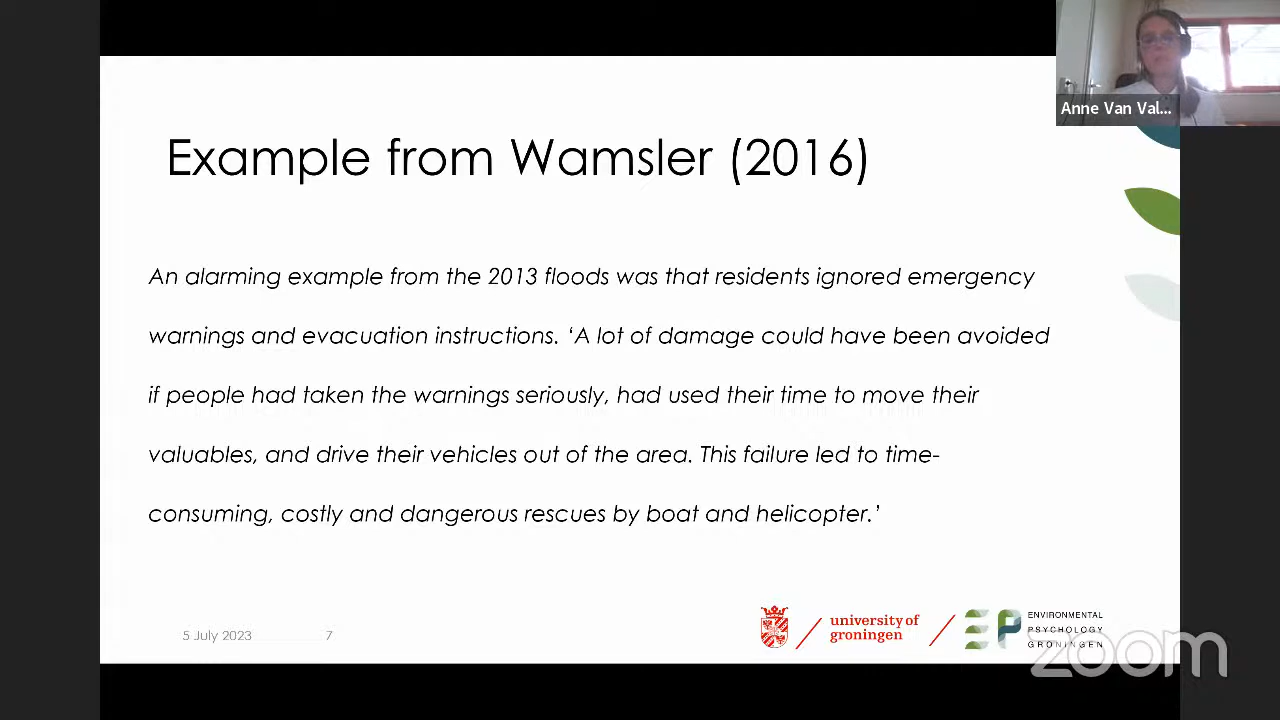 Anne Van Val...
Example from Wamsler (2016)
An alarming example from the 2013 floods was that residents ignored emergency
warnings and evacuation instructions. ‘A lot of damage could have been avoided
if people had taken the warnings seriously, had used their time to move their
valuables, and drive their vehicles out of the area. This failure led to time-
consuming, costly and dangerous rescues by boat and helicopter.’
5 July 2023
7
university of
groningen
ENVIRONMENTAL
PSYCHOLOGY
GRONINGEN
zoom